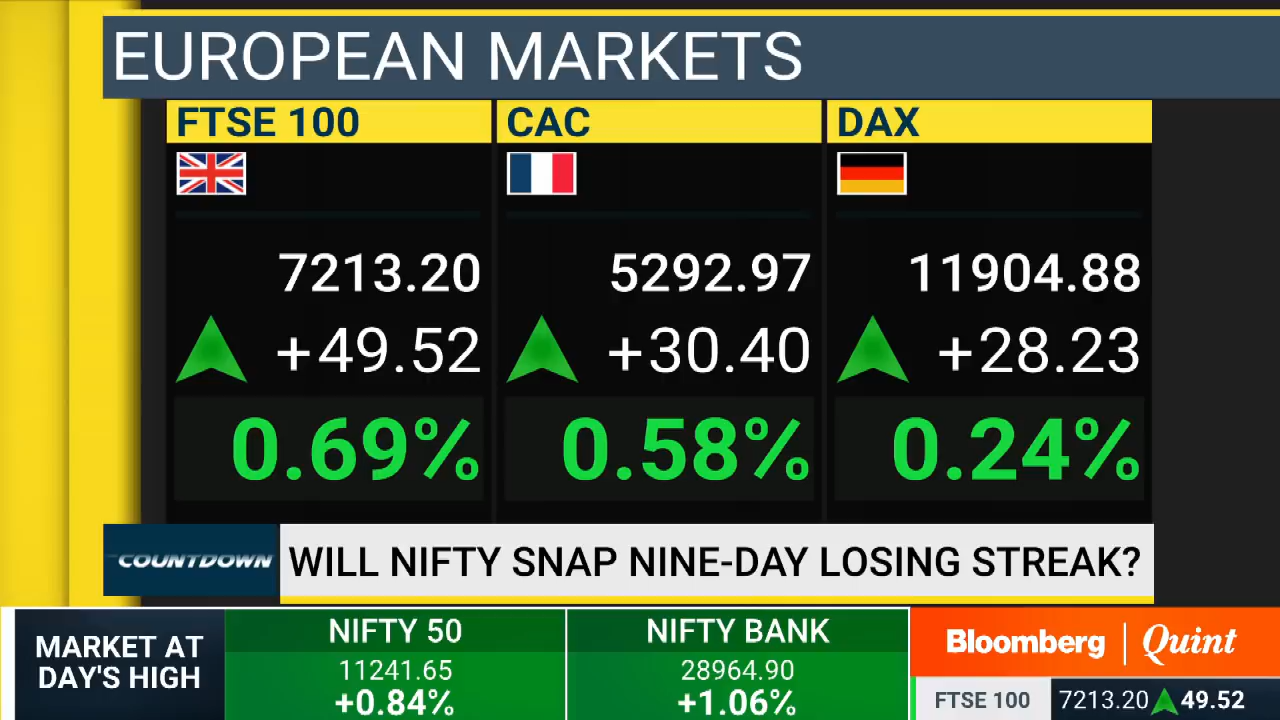 EUROPEAN MARKETS
FTSE 100
7213.20
+49.52
0.69%
CAC
5292.97
+30.40
0.58%
DAX
11904.88
+28.23
0.24%
COUNTDOWN
WILL NIFTY SNAP NINE-DAY LOSING STREAK?
MARKET AT
DAY'S HIGH
NIFTY 50
11241.65
+0.84%
NIFTY BANK
28964.90
+1.06%
Bloomberg | Quint
FTSE 100 7213.20 49.52